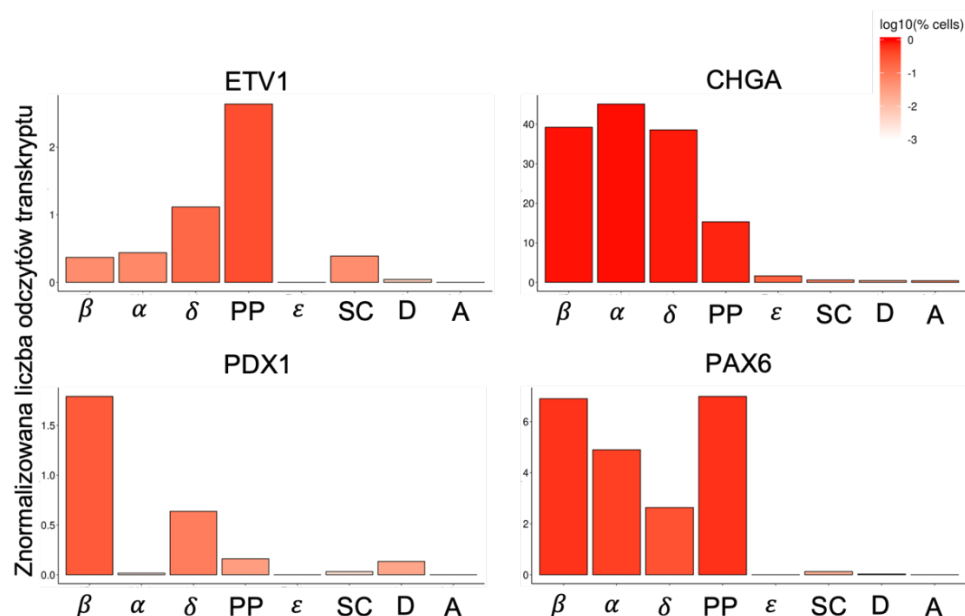 log10(% cells)
0
-1
-2
-3
Znormalizowana liczba odczytów transkryptu
ETV1
2
1
0
β α δ PP ε SC D A
CHGA
40
30
20
10
0
β α δ PP ε SC D A
PDX1
1.5
1.0
0.5
0.0
β α δ PP ε SC D A
PAX6
6
4
2
0
β α δ PP ε SC D A